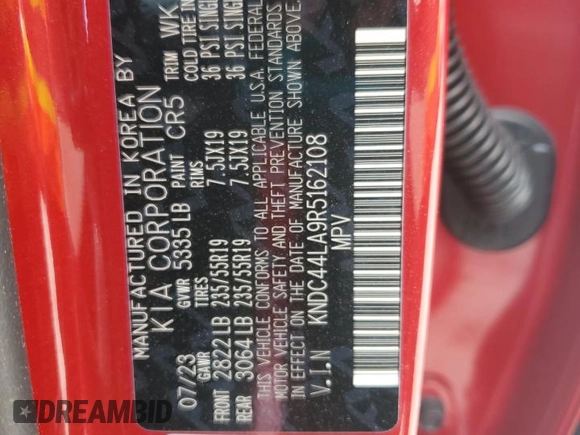 MANUFACTURED IN KOREA BY
KIA CORPORATION
07/23 GVWR 5335 LB PAINT CR5 TRIM WK
GAWR TIRES RIMS COLD TIRE
FRONT 2822 LB 235/55R19 7.5JX19 36 PSI SINGL
REAR 3064 LB 235/55R19 7.5JX19 36 PSI SINGL
THIS VEHICLE CONFORMS TO ALL APPLICABLE U.S.A. FEDERAL
MOTOR VEHICLE SAFETY AND THEFT PREVENTION STANDARDS
IN EFFECT ON THE DATE OF MANUFACTURE SHOWN ABOVE.
V.I.N KNDC44LA9R5162108
MPV
DREAMBID